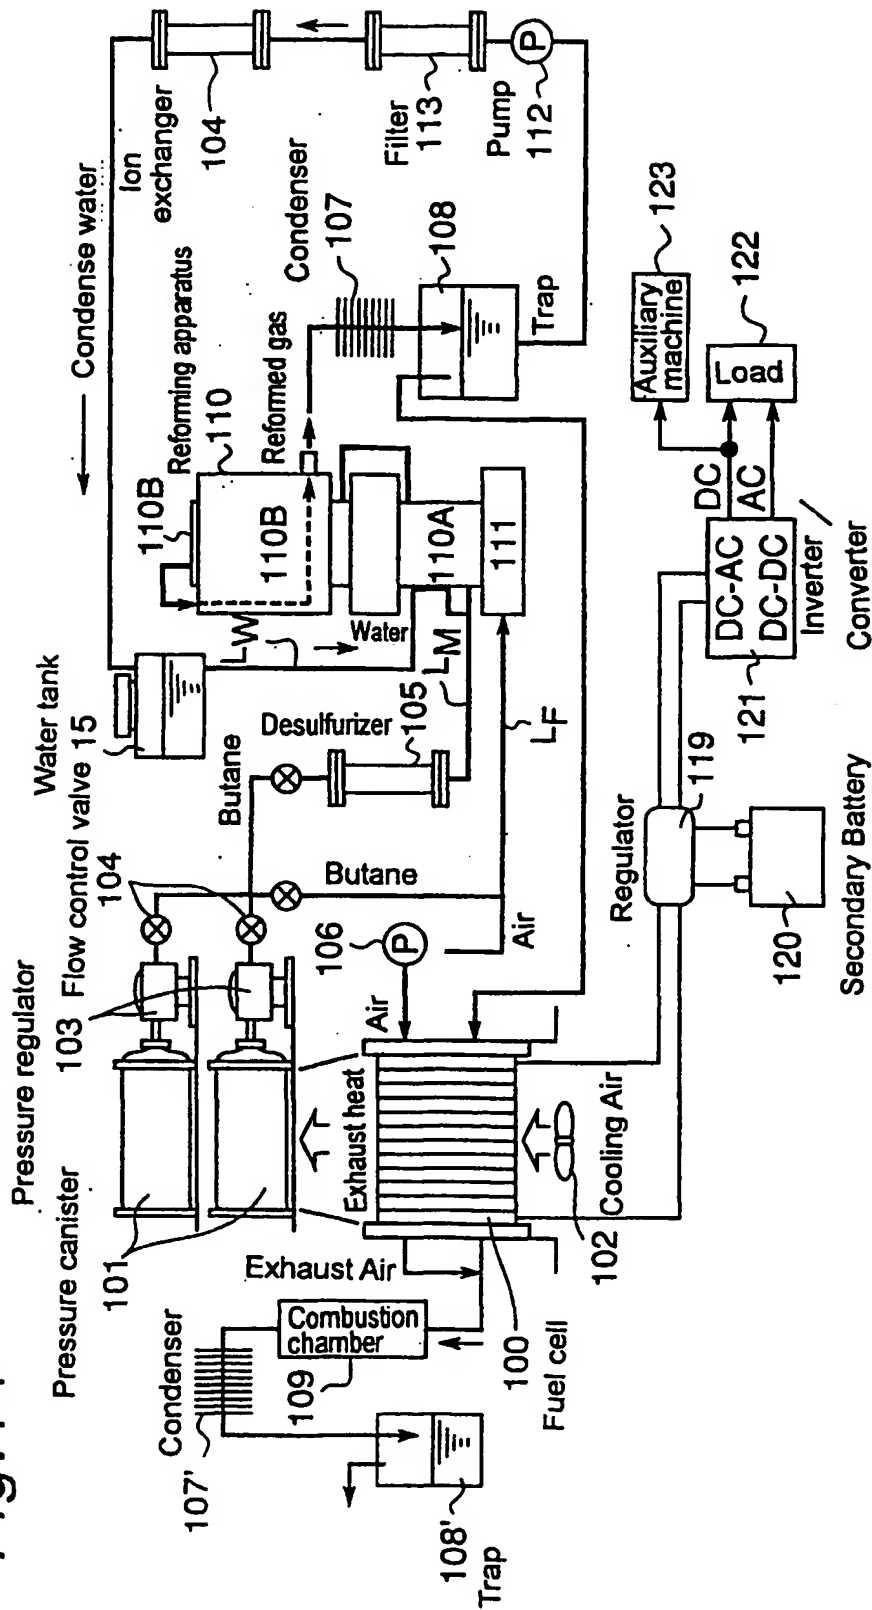 Fig.
Pressure regulator
Pressure canister
103
Flow control valve
104
Water tank
15
Condense water
101
Ion
exchanger
104
Reforming apparatus
110
110B
110B
Condenser
107'
Exhaust Air
Exhaust heat
Butane
Butane
Desulfurizer
105
LW
Water
LM
Reformed gas
Condenser
107
Filter
113
Pump
112
P
Combustion
chamber
109
Air
106
P
Air
LF
110A
111
108
Trap
108'
Trap
100
Fuel cell
102
Cooling Air
Regulator
119
120
Secondary Battery
121
DC-AC
DC-DC
Inverter
/
Converter
DC
AC
Auxiliary
machine
123
Load
122